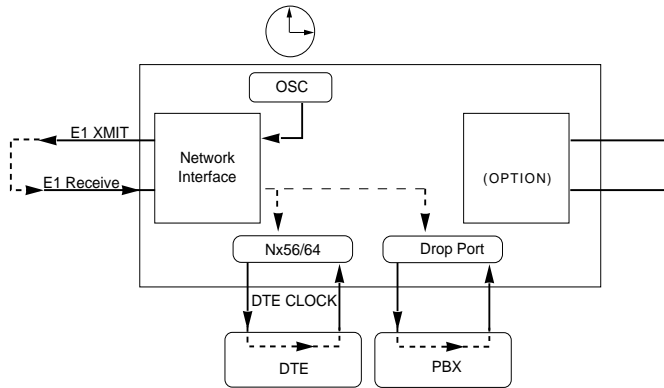 OSC
E1 XMIT
Network
Interface
E1 Receive
(OPTION)
Nx56/64
Drop Port
DTE CLOCK
DTE
PBX